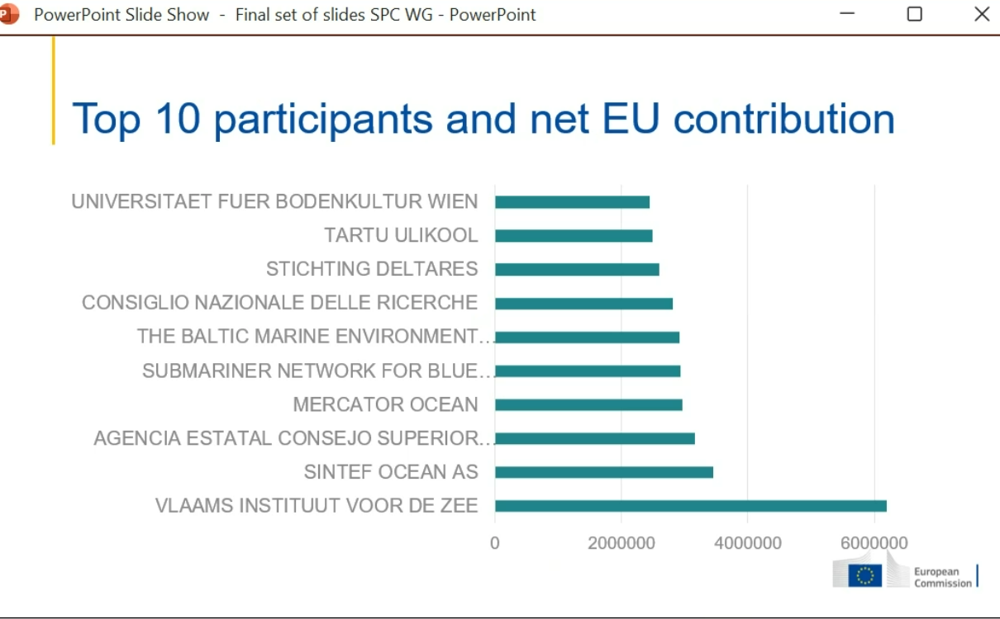 PowerPoint Slide Show - Final set of slides SPC WG - PowerPoint
Top 10 participants and net EU contribution
UNIVERSITAET FUER BODENKULTUR WIEN
TARTU ULIKOOL
STICHTING DELTARES
CONSIGLIO NAZIONALE DELLE RICERCHE
THE BALTIC MARINE ENVIRONMENT…
SUBMARINER NETWORK FOR BLUE…
MERCATOR OCEAN
AGENCIA ESTATAL CONSEJO SUPERIOR…
SINTEF OCEAN AS
VLAAMS INSTITUUT VOOR DE ZEE
0 2000000 4000000 6000000
European
Commission